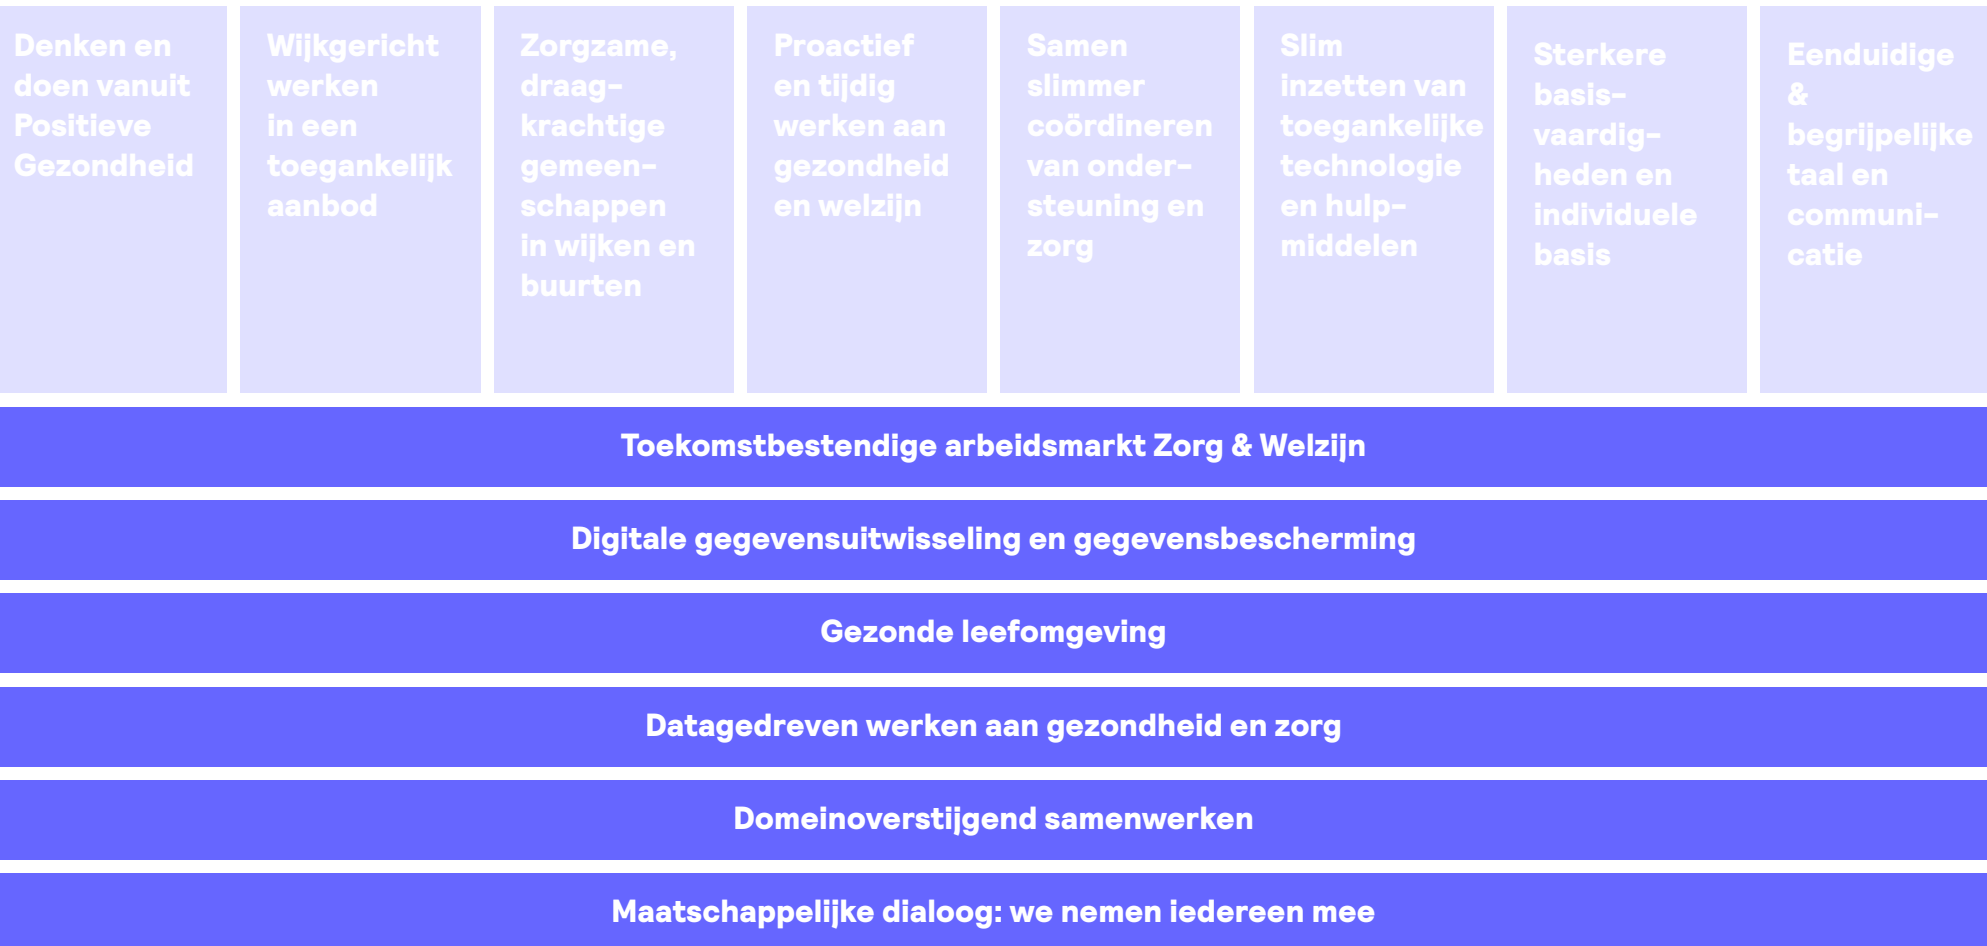 Denken en
doen vanuit
Positieve
Gezondheid
Wijkgericht
werken
in een
toegankelijk
aanbod
Zorgzame,
draag-
krachtige
gemeen-
schappen
in wijken en
buurten
Proactief
en tijdig
werken aan
gezondheid
en welzijn
Samen
slimmer
coördineren
van onder-
steuning en
zorg
Slim
inzetten van
toegankelijke
technologie
en hulp-
middelen
Sterkere
basis-
vaardig-
heden en
individuele
basis
Eenduidige
&
begrijpelijke
taal en
communi-
catie
Toekomstbestendige arbeidsmarkt Zorg & Welzijn
Digitale gegevensuitwisseling en gegevensbescherming
Gezonde leefomgeving
Datagedreven werken aan gezondheid en zorg
Domeinoverstijgend samenwerken
Maatschappelijke dialoog: we nemen iedereen mee